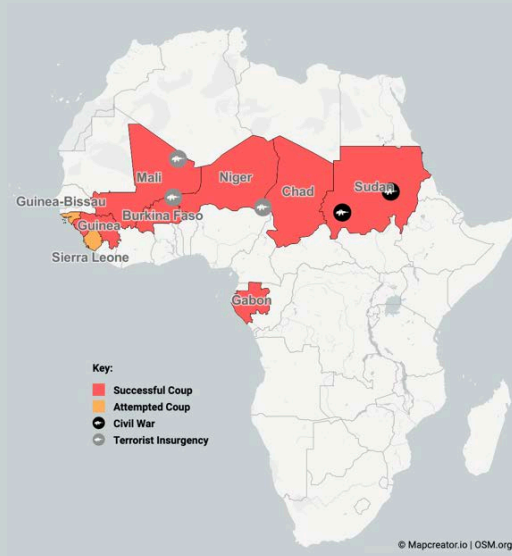 Mali
Niger
Chad
Sudan
Guinea-Bissau
Guinea
Burkina Faso
Sierra Leone
Gabon
Key:
Successful Coup
Attempted Coup
Civil War
Terrorist Insurgency
© Mapcreator.io | OSM.org